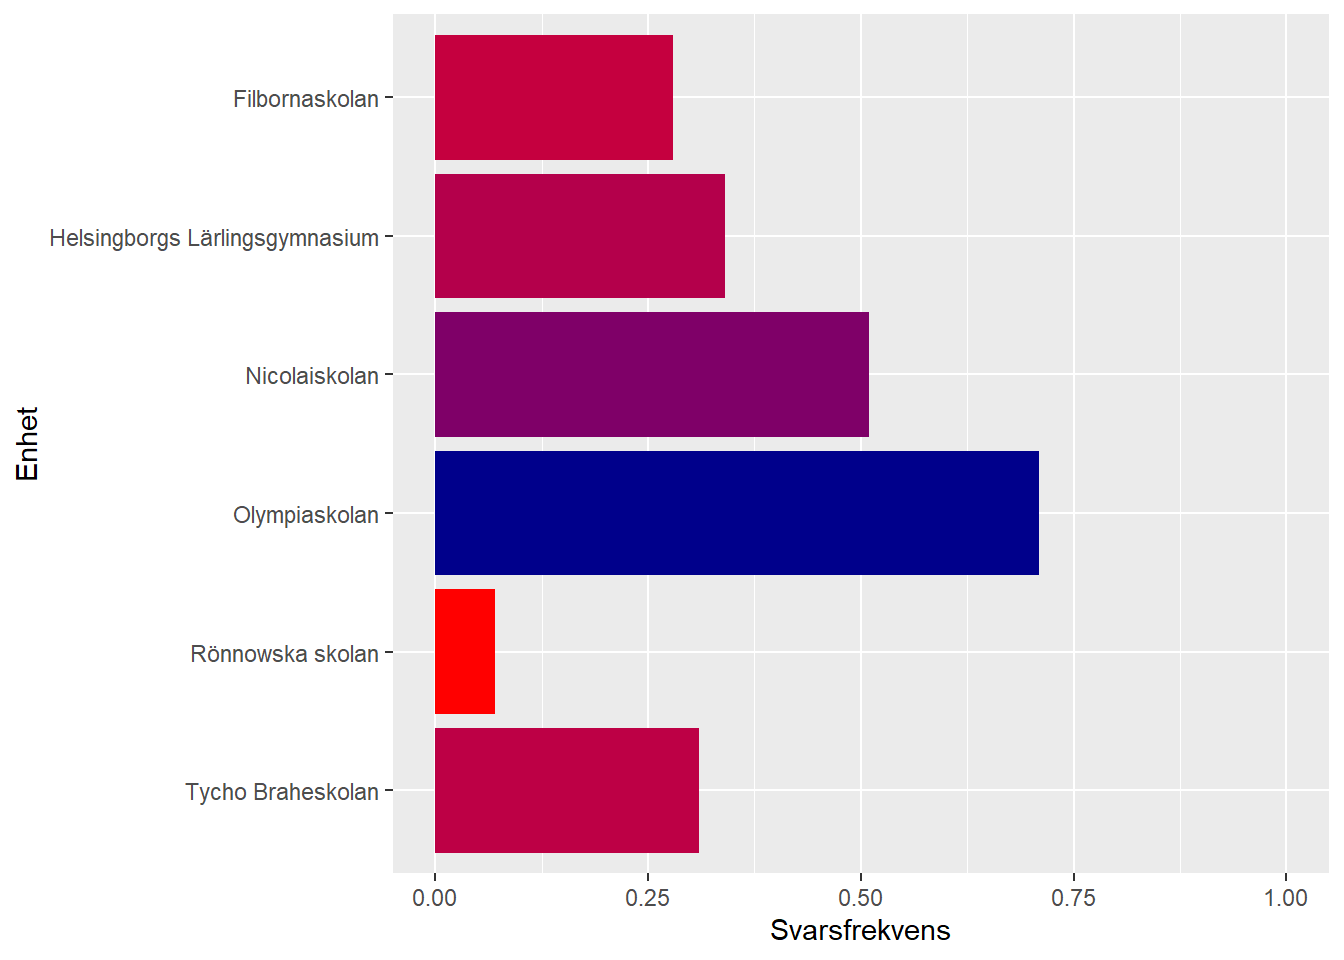 Filbornaskolan
Helsingborgs Lärlingsgymnasium
Nicolaiskolan
Olympiaskolan
Rönnowska skolan
Tycho Braheskolan
Enhet
0.00 0.25 0.50 0.75 1.00
Svarsfrekvens